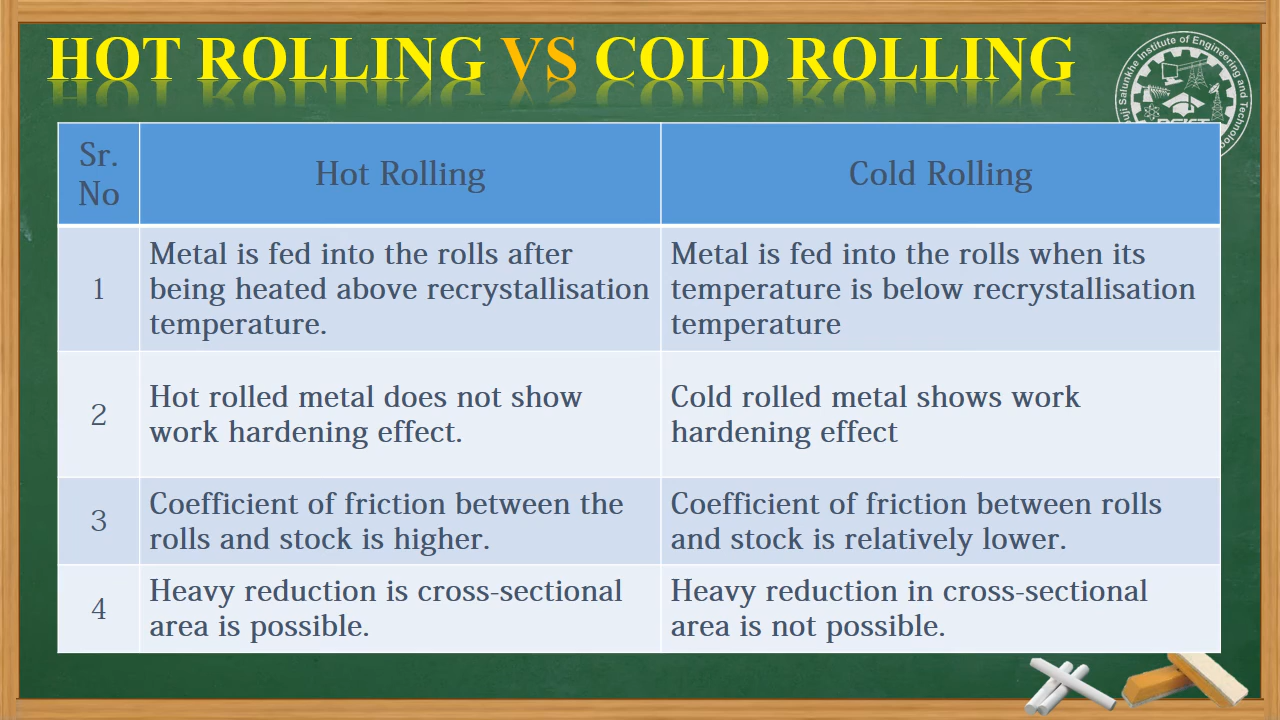 HOT ROLLING VS COLD ROLLING
Salunkhe Institute of Engineering and
Sr.
No
Hot Rolling
Cold Rolling
1
Metal is fed into the rolls after
being heated above recrystallisation
temperature.
Metal is fed into the rolls when its
temperature is below recrystallisation
temperature
2
Hot rolled metal does not show
work hardening effect.
Cold rolled metal shows work
hardening effect
3
Coefficient of friction between the
rolls and stock is higher.
Coefficient of friction between rolls
and stock is relatively lower.
4
Heavy reduction is cross-sectional
area is possible.
Heavy reduction in cross-sectional
area is not possible.